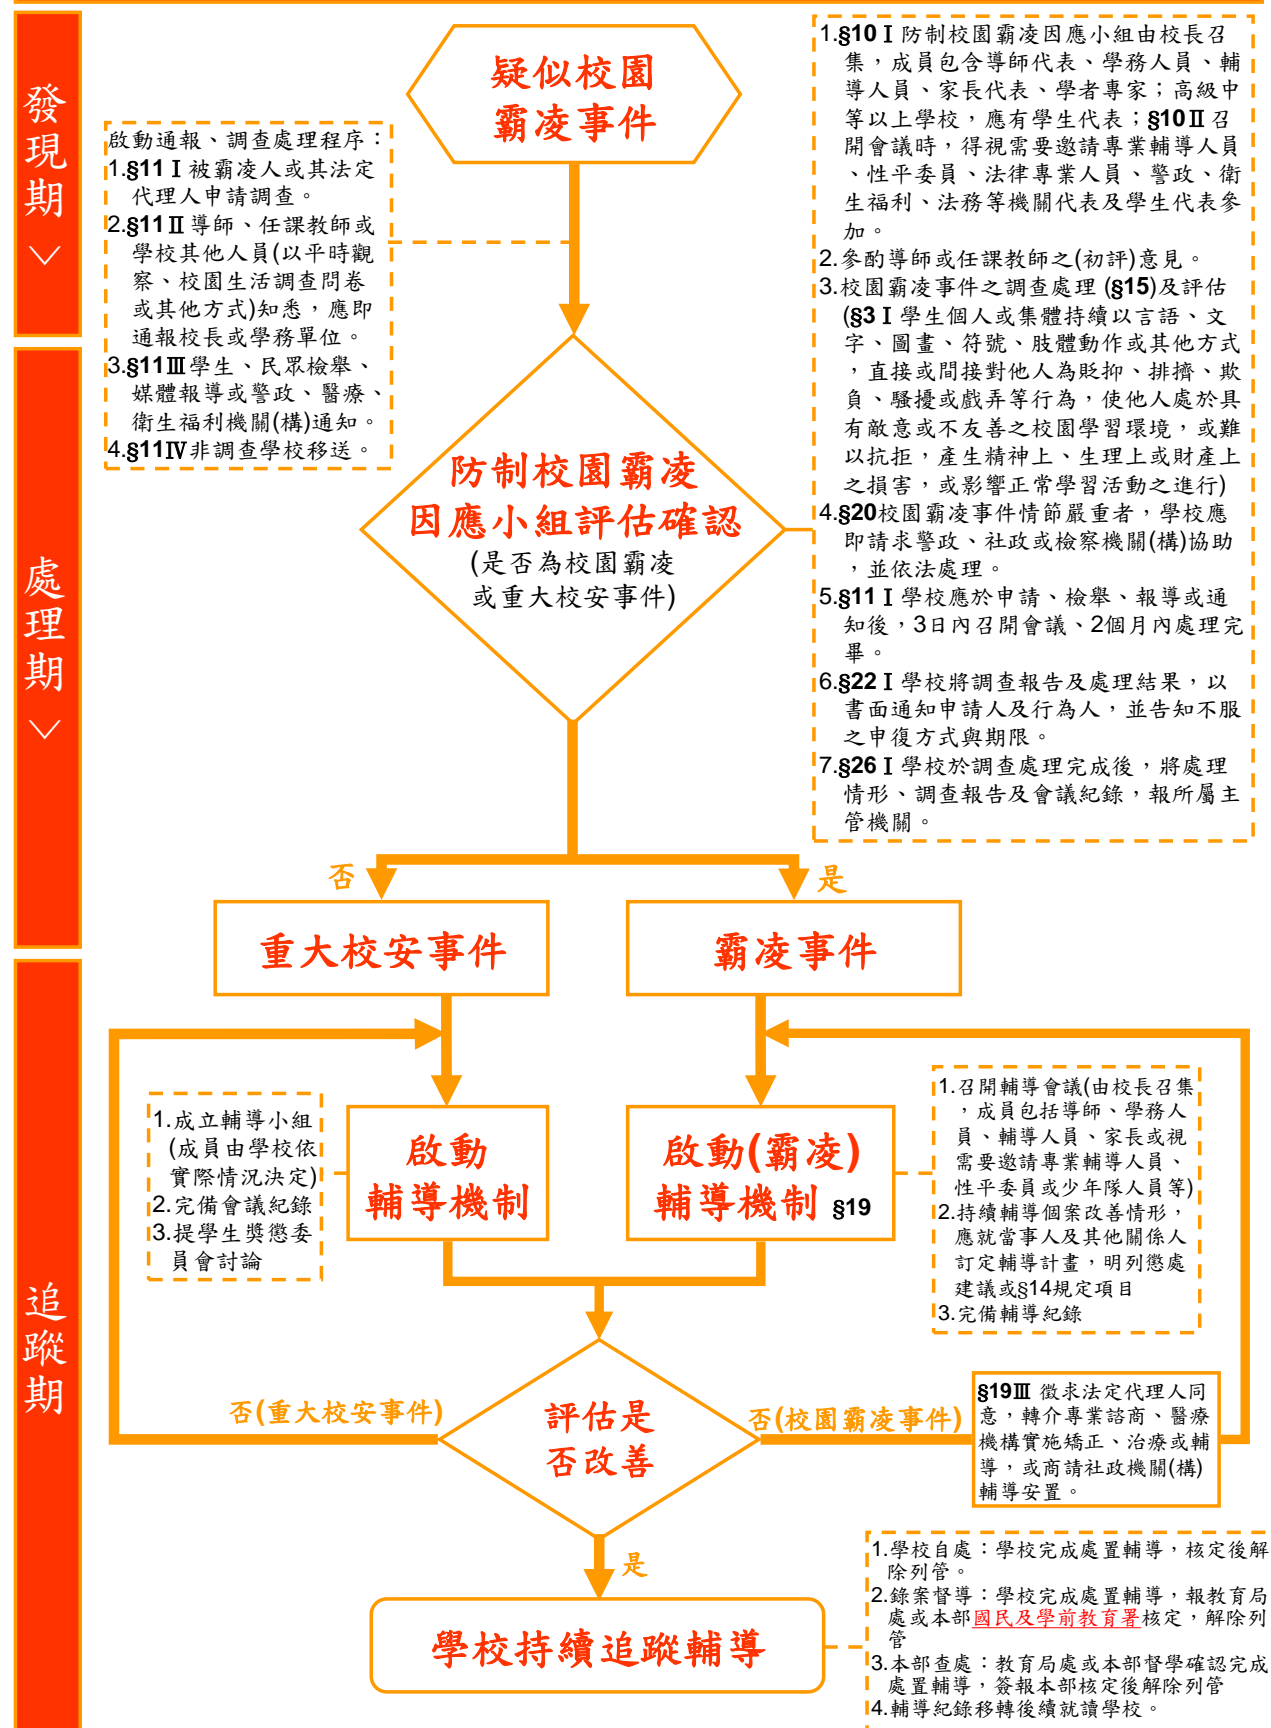 發
現
期
＞
處
理
期
＞
追
蹤
期
疑似校園
霸凌事件
啟動通報、調查處理程序：
1.§11Ⅰ被霸凌人或其法定
代理人申請調查。
2.§11Ⅱ導師、任課教師或
學校其他人員(以平時觀
察、校園生活調查問卷
或其他方式)知悉，應即
通報校長或學務單位。
3.§11Ⅲ學生、民眾檢舉、
媒體報導或警政、醫療、
衛生福利機關(構)通知。
4.§11Ⅳ非調查學校移送。
1.§10Ⅰ防制校園霸凌因應小組由校長召
集，成員包含導師代表、學務人員、輔
導人員、家長代表、學者專家；高級中
等以上學校，應有學生代表；§10Ⅱ召
開會議時，得視需要邀請專業輔導人員
、性平委員、法律專業人員、警政、衛
生福利、法務等機關代表及學生代表參
加。
2.參酌導師或任課教師之(初評)意見。
3.校園霸凌事件之調查處理 (§15)及評估
(§3Ⅰ學生個人或集體持續以言語、文
字、圖畫、符號、肢體動作或其他方式
，直接或間接對他人為貶抑、排擠、欺
負、騷擾或戲弄等行為，使他人處於具
有敵意或不友善之校園學習環境，或難
以抗拒，產生精神上、生理上或財產上
之損害，或影響正常學習活動之進行)
4.§20校園霸凌事件情節嚴重者，學校應
即請求警政、社政或檢察機關(構)協助
，並依法處理。
5.§11Ⅰ學校應於申請、檢舉、報導或通
知後，3日內召開會議、2個月內處理完
畢。
6.§22Ⅰ學校將調查報告及處理結果，以
書面通知申請人及行為人，並告知不服
之申復方式與期限。
7.§26Ⅰ學校於調查處理完成後，將處理
情形、調查報告及會議紀錄，報所屬主
管機關。
防制校園霸凌
因應小組評估確認
(是否為校園霸凌
或重大校安事件)
否
是
重大校安事件
霸凌事件
1.成立輔導小組
(成員由學校依
實際情況決定)
2.完備會議紀錄
3.提學生獎懲委
員會討論
啟動
輔導機制
啟動(霸凌)
輔導機制 §19
1.召開輔導會議(由校長召集
，成員包括導師、學務人
員、輔導人員、家長或視
需要邀請專業輔導人員、
性平委員或少年隊人員等)
2.持續輔導個案改善情形，
應就當事人及其他關係人
訂定輔導計畫，明列懲處
建議或§14規定項目
3.完備輔導紀錄
否(重大校安事件)
評估是
否改善
否(校園霸凌事件)
§19Ⅲ 徵求法定代理人同
意，轉介專業諮商、醫療
機構實施矯正、治療或輔
導，或商請社政機關(構)
輔導安置。
是
學校持續追蹤輔導
1.學校自處：學校完成處置輔導，核定後解
除列管。
2.錄案督導：學校完成處置輔導，報教育局
處或本部國民及學前教育署核定，解除列
管
3.本部查處：教育局處或本部督學確認完成
處置輔導，簽報本部核定後解除列管
4.輔導紀錄移轉後續就讀學校。